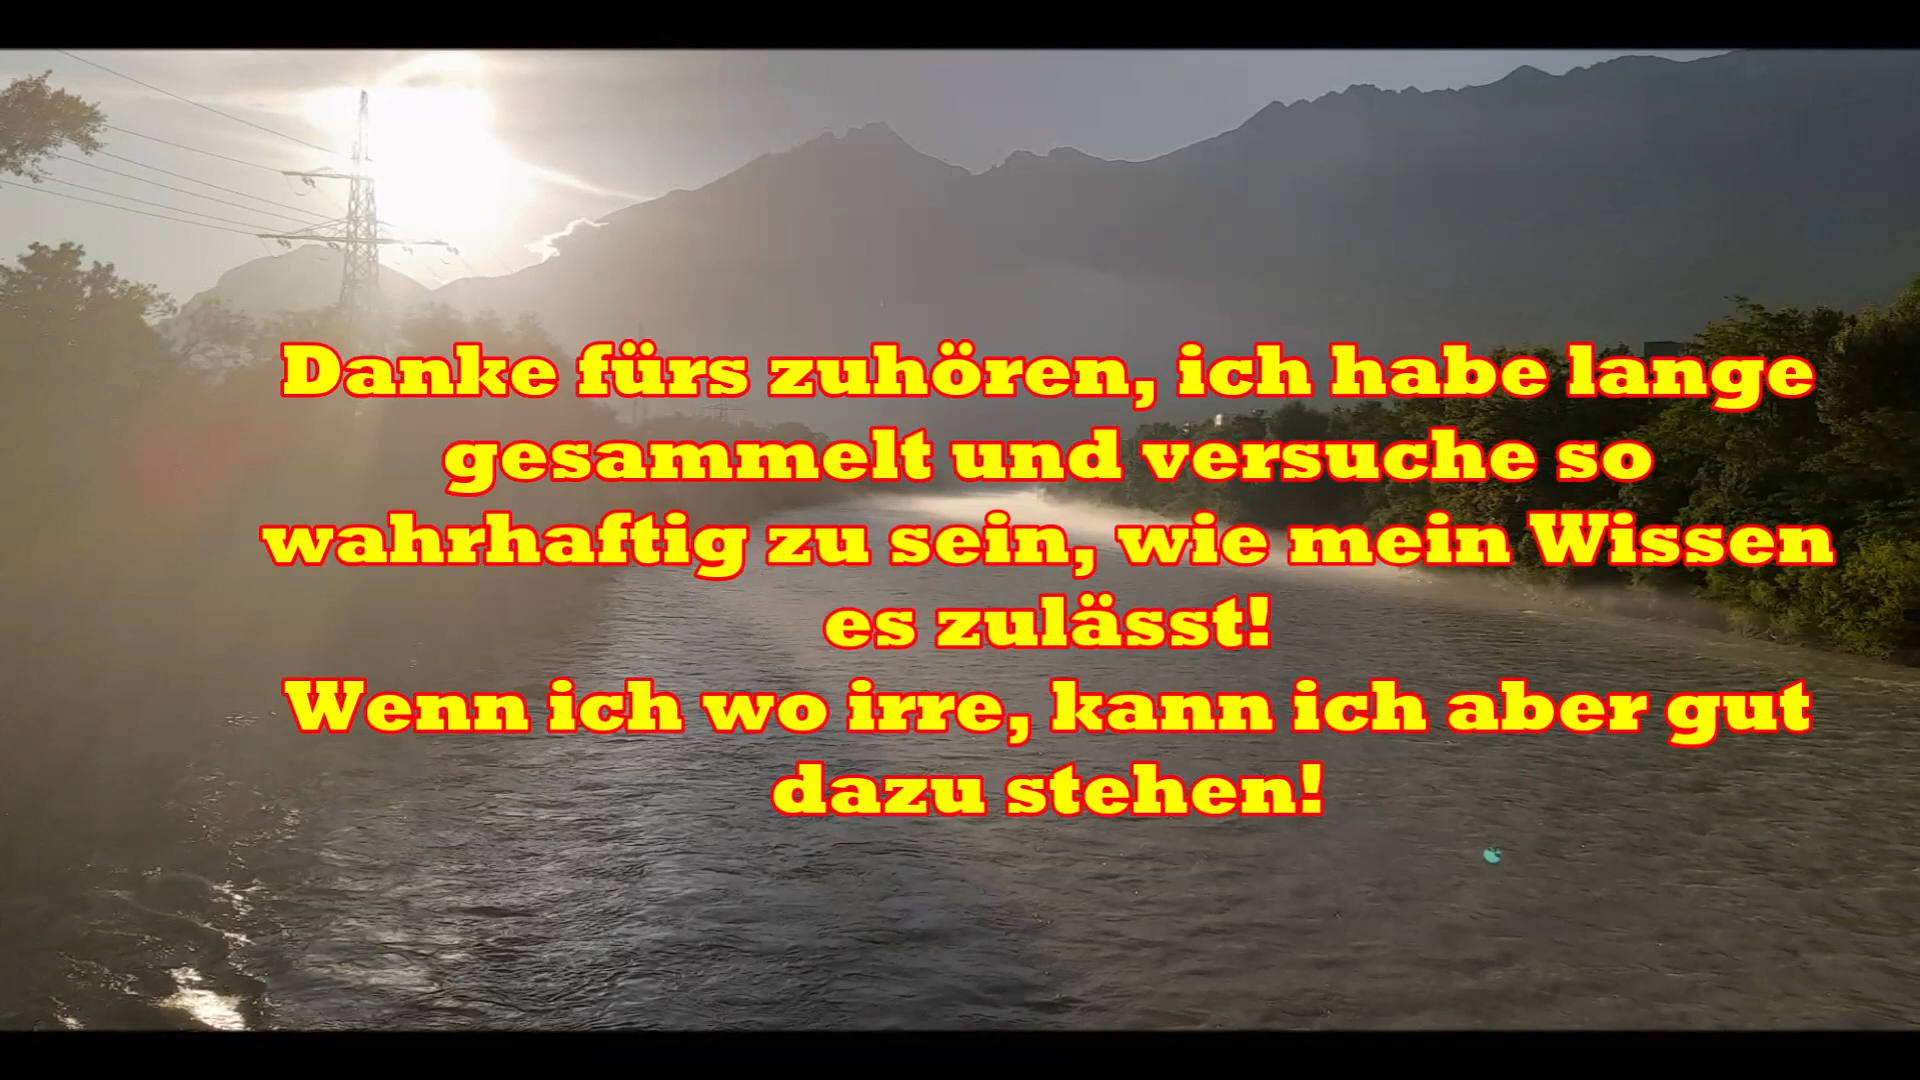 Danke fürs zuhören, ich habe lange
gesammelt und versuche so
wahrhaftig zu sein, wie mein Wissen
es zulässt!
Wenn ich wo irre, kann ich aber gut
dazu stehen!